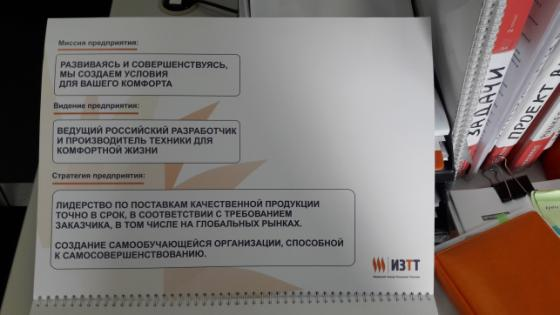 Миссия предприятия:
РАЗВИВАЯСЬ И СОВЕРШЕНСТВУЯСЬ,
МЫ СОЗДАЕМ УСЛОВИЯ
ДЛЯ ВАШЕГО КОМФОРТА
Видение предприятия:
ВЕДУЩИЙ РОССИЙСКИЙ РАЗРАБОТЧИК
И ПРОИЗВОДИТЕЛЬ ТЕХНИКИ ДЛЯ
КОМФОРТНОЙ ЖИЗНИ
Стратегия предприятия:
ЛИДЕРСТВО ПО ПОСТАВКАМ КАЧЕСТВЕННОЙ ПРОДУКЦИИ
ТОЧНО В СРОК, В СООТВЕТСТВИИ С ТРЕБОВАНИЕМ
ЗАКАЗЧИКА, В ТОМ ЧИСЛЕ НА ГЛОБАЛЬНЫХ РЫНКАХ.
СОЗДАНИЕ САМООБУЧАЮЩЕЙСЯ ОРГАНИЗАЦИИ, СПОСОБНОЙ
К САМОСОВЕРШЕНСТВОВАНИЮ.
ИЗТТ
ЗАДАЧИ
ПРОЕКТ А